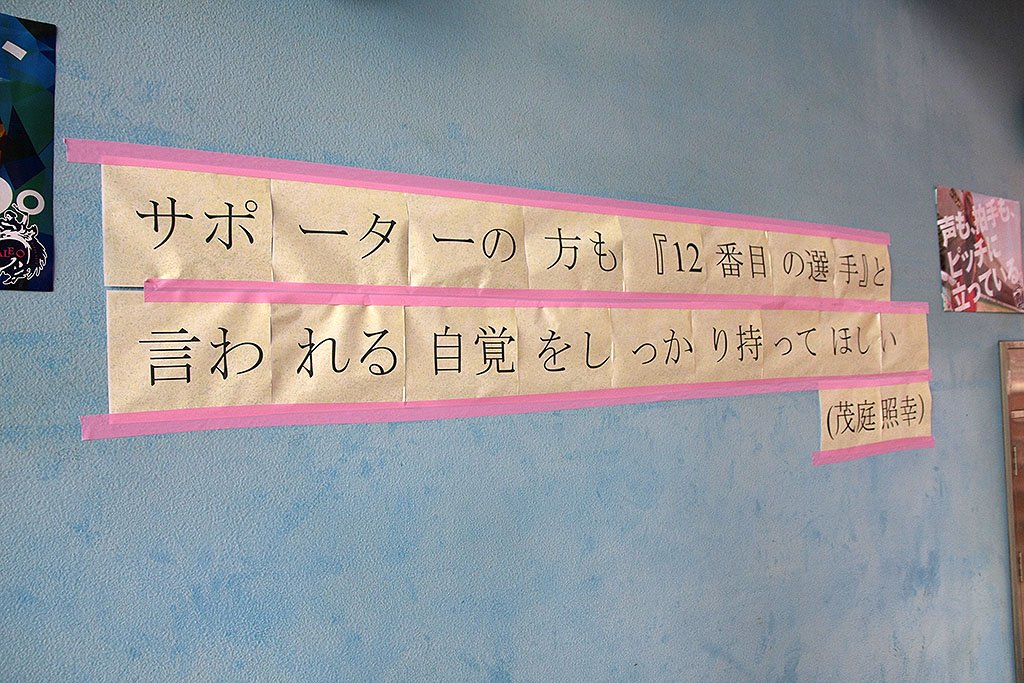 サポーターの方も『12番目の選手』と
言われる自覚をしっかり持ってほしい
(茂庭照幸)
声も、拍手も、
ピッチに
立っている。